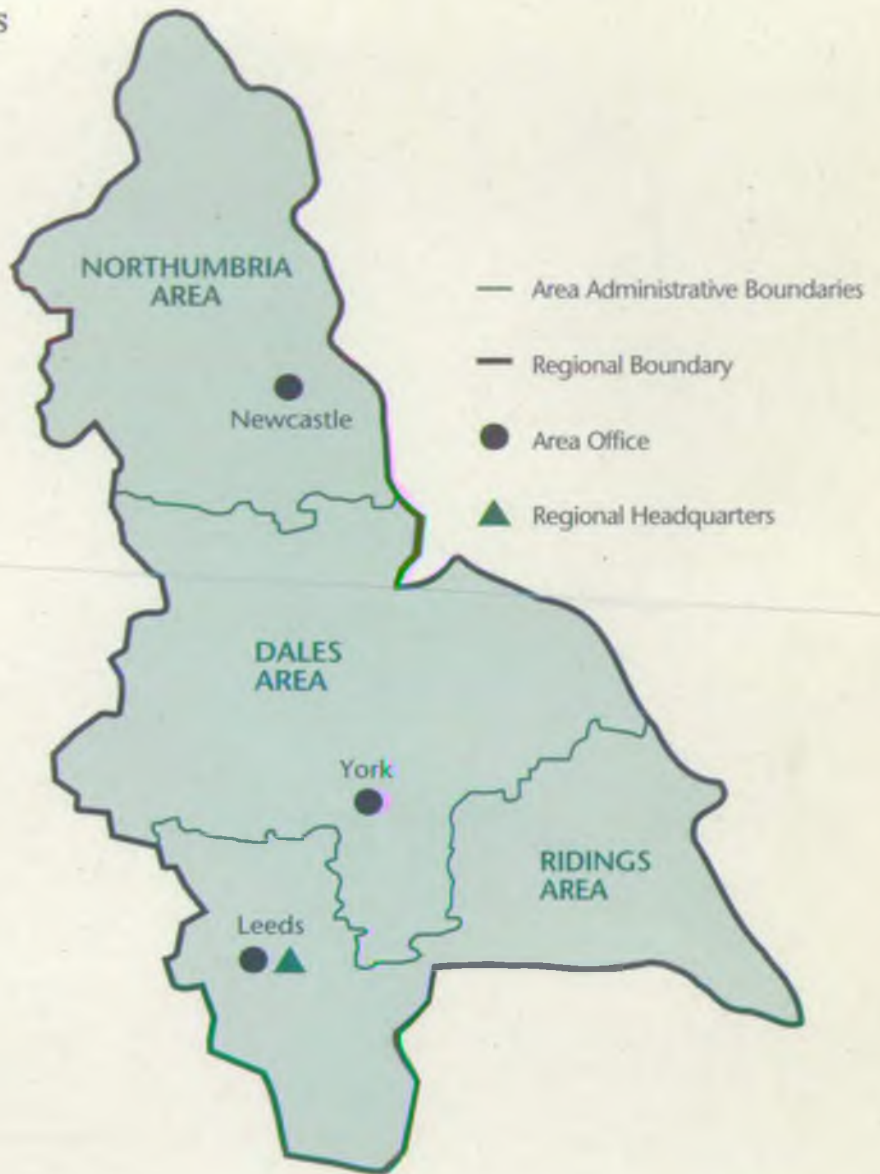 s
NORTHUMBRIA
AREA
Newcastle
Area Administrative Boundaries
Regional Boundary
Area Office
Regional Headquarters
DALES
AREA
York
RIDINGS
AREA
Leeds